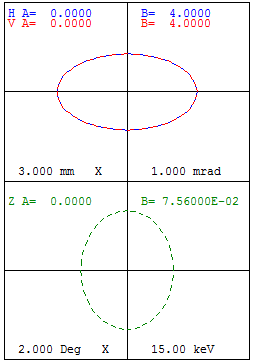 H A=  0.0000       B=  4.0000
V A=  0.0000       B=  4.0000
3.000 mm   X       1.000 mrad
Z A=  0.0000       B= 7.56000E-02
2.000 Deg   X      15.00 keV